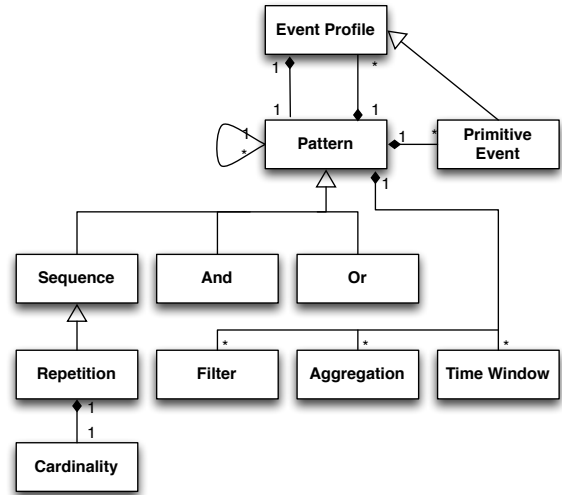 Event Profile
1
*
1
1
1
*
Pattern
1
*
Primitive
Event
1
Sequence
And
Or
*
*
*
Repetition
Filter
Aggregation
Time Window
1
1
Cardinality